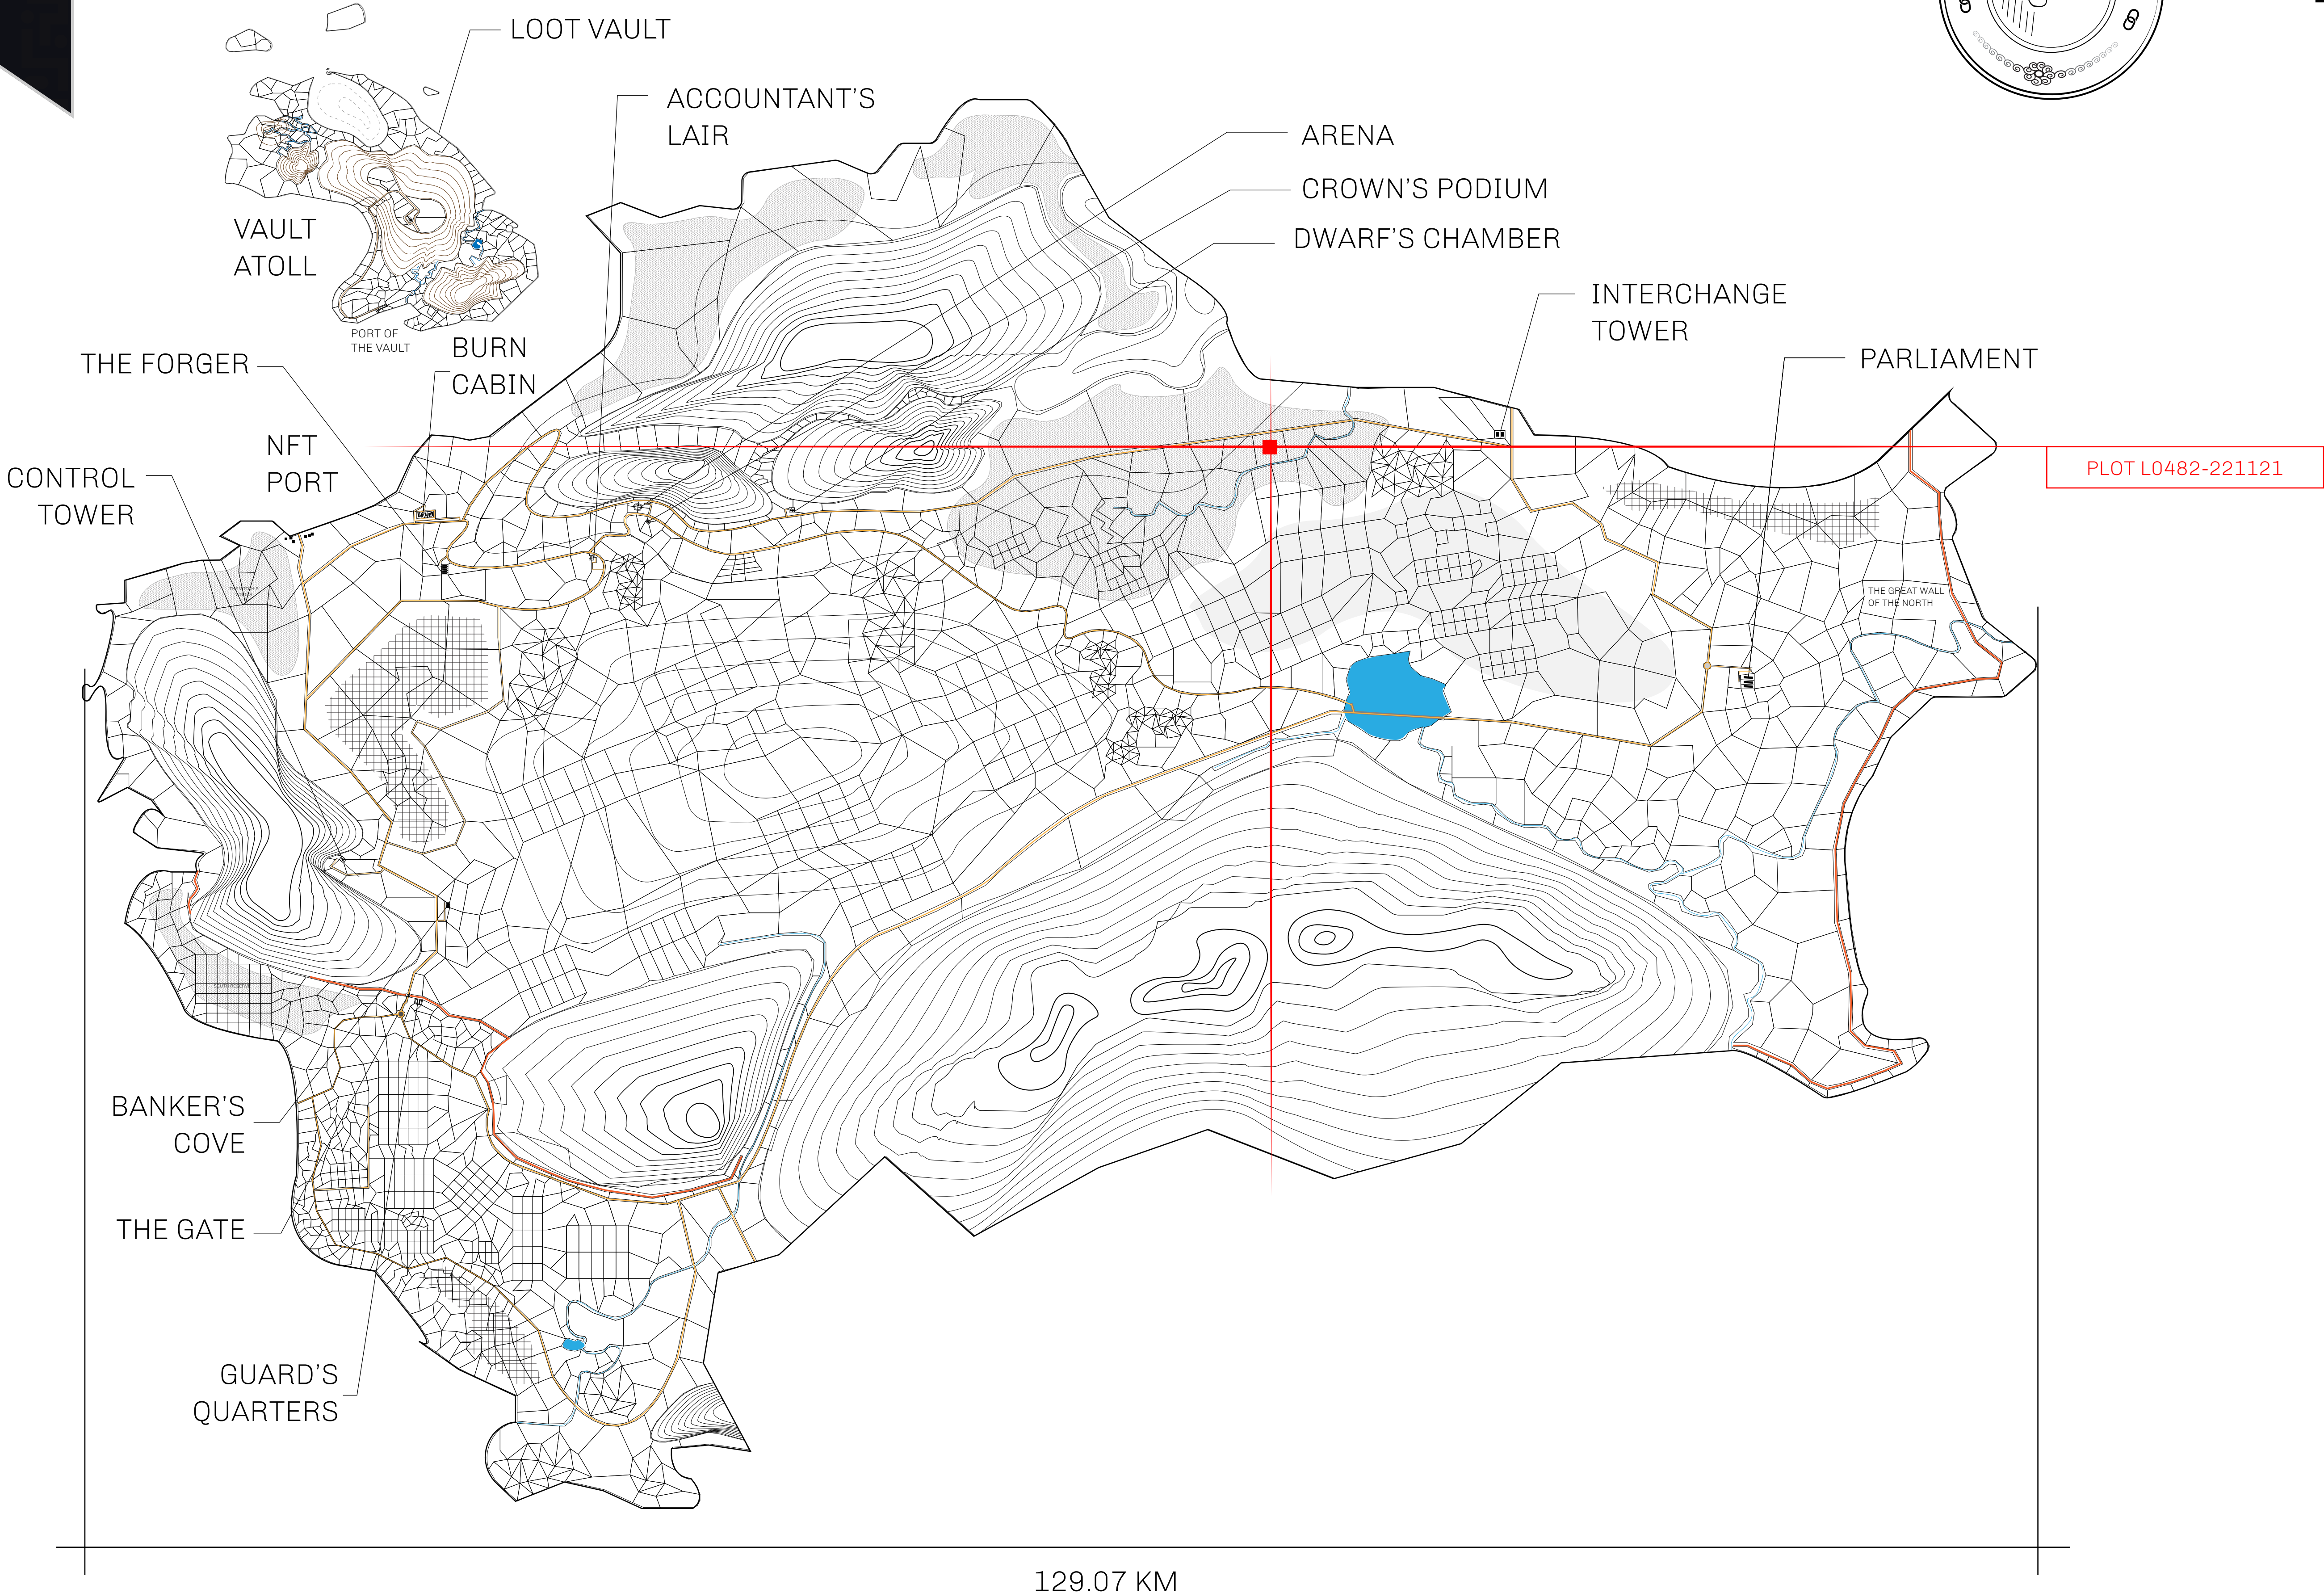 LOOT VAULT
ACCOUNTANT'S
LAIR
ARENA
CROWN'S PODIUM
DWARF'S CHAMBER
VAULT
ATOLL
INTERCHANGE
TOWER
PORT OF
THE VAULT
BURN
CABIN
THE FORGER
PARLIAMENT
NFT
PORT
CONTROL
TOWER
PLOT L0482-221121
THE GREAT WALL
OF THE NORTH
SOUTH RESERVE
BANKER'S
COVE
THE GATE
GUARD'S
QUARTERS
129.07 KM